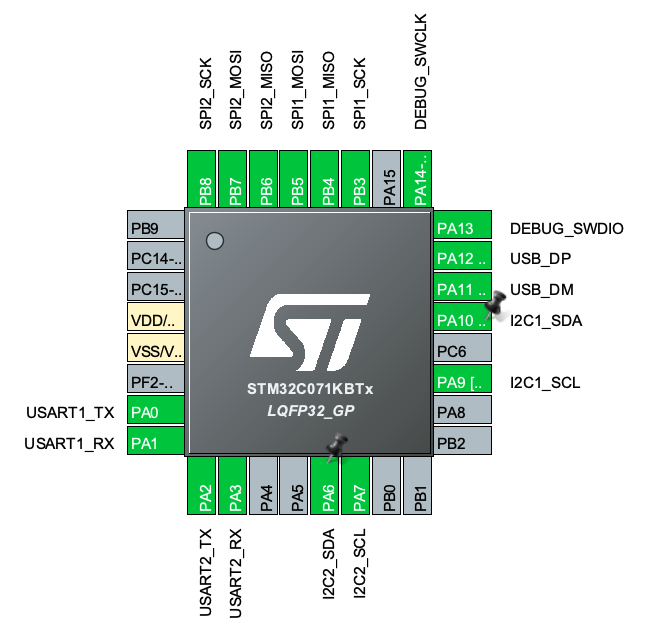 SPI2_SCK
SPI2_MOSI
SPI2_MISO
SPI1_MOSI
SPI1_MISO
SPI1_SCK
DEBUG_SWCLK
PB8
PB7
PB6
PB5
PB4
PB3
PA15
PA14-..
PB9
PC14-..
PC15-..
VDD/..
VSS/V..
PF2-..
USART1_TX PA0
USART1_RX PA1
ST
STM32C071KBTx
LQFP32_GP
PA13 DEBUG_SWDIO
PA12 .. USB_DP
PA11 .. USB_DM
PA10 .. I2C1_SDA
PC6
PA9 [.. I2C1_SCL
PA8
PB2
PA2
PA3
PA4
PA5
PA6
PA7
PB0
PB1
USART2_TX
USART2_RX
I2C2_SDA
I2C2_SCL